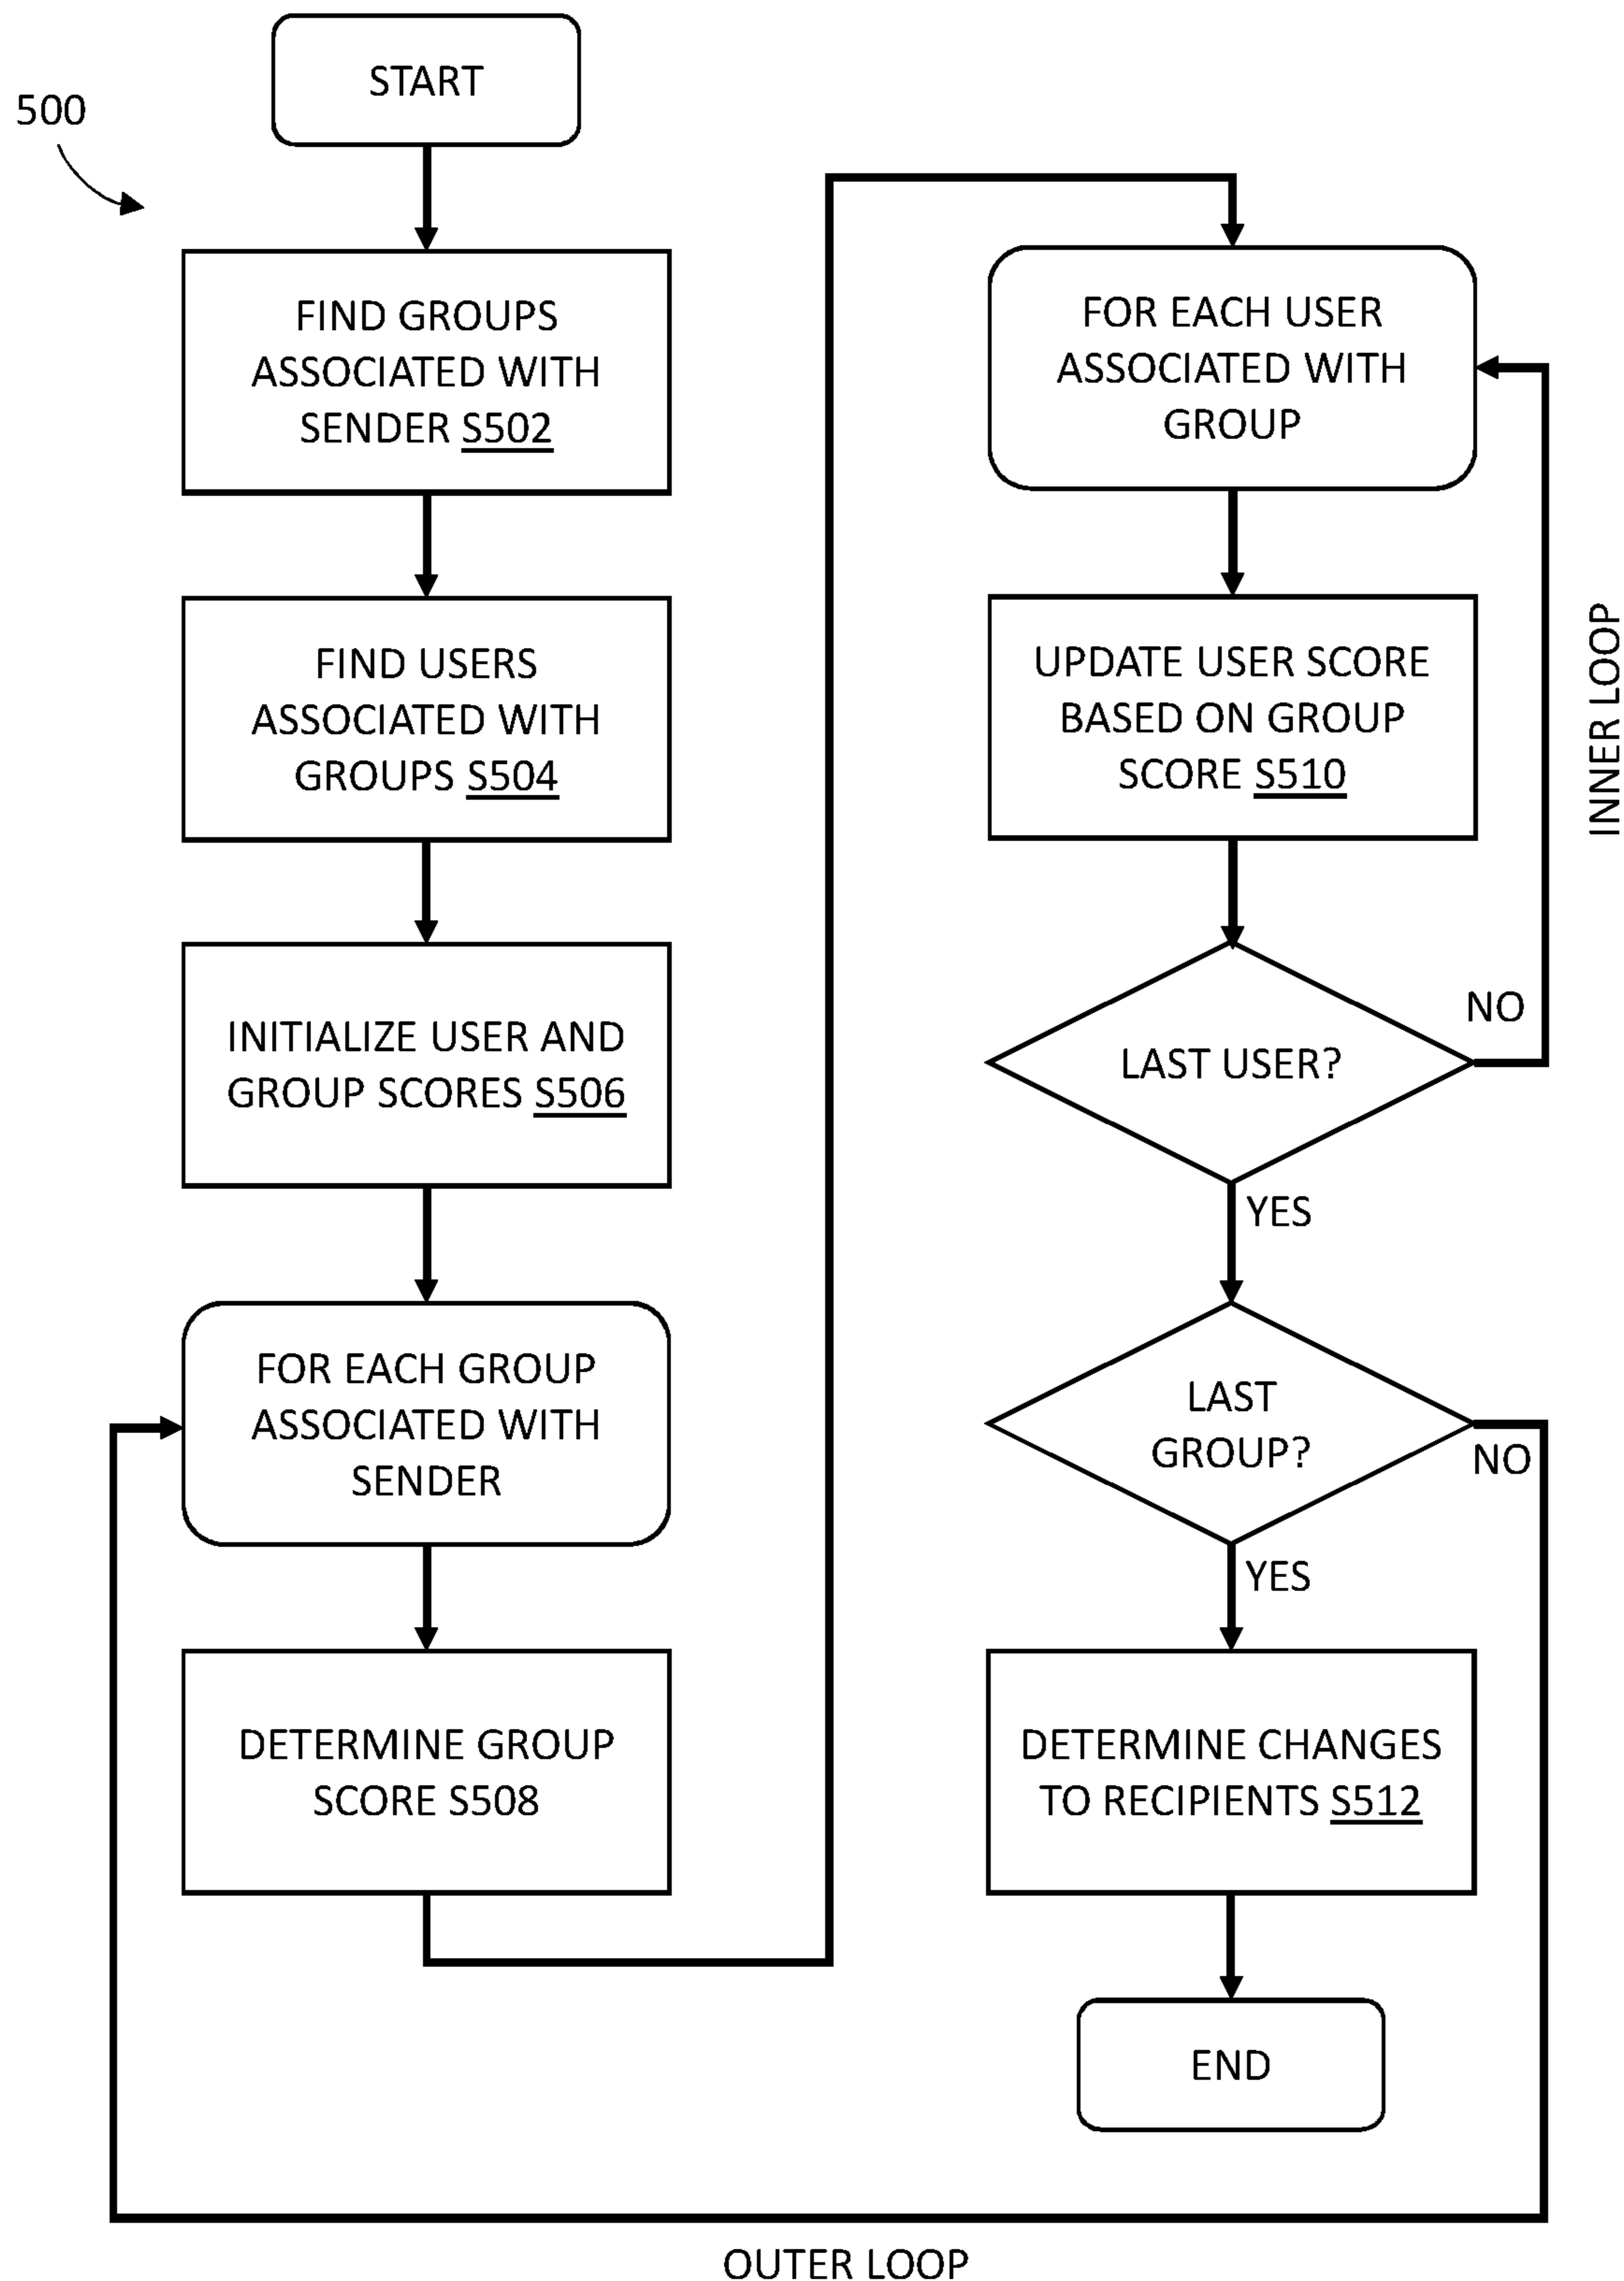 START
500
FIND GROUPS
ASSOCIATED WITH
SENDER S502
FIND USERS
ASSOCIATED WITH
GROUPS S504
INITIALIZE USER AND
GROUP SCORES S506
FOR EACH GROUP
ASSOCIATED WITH
SENDER
DETERMINE GROUP
SCORE S508
FOR EACH USER
ASSOCIATED WITH
GROUP
UPDATE USER SCORE
BASED ON GROUP
SCORE S510
INNER LOOP
LAST USER?
NO
YES
LAST
GROUP?
NO
YES
DETERMINE CHANGES
TO RECIPIENTS S512
END
OUTER LOOP